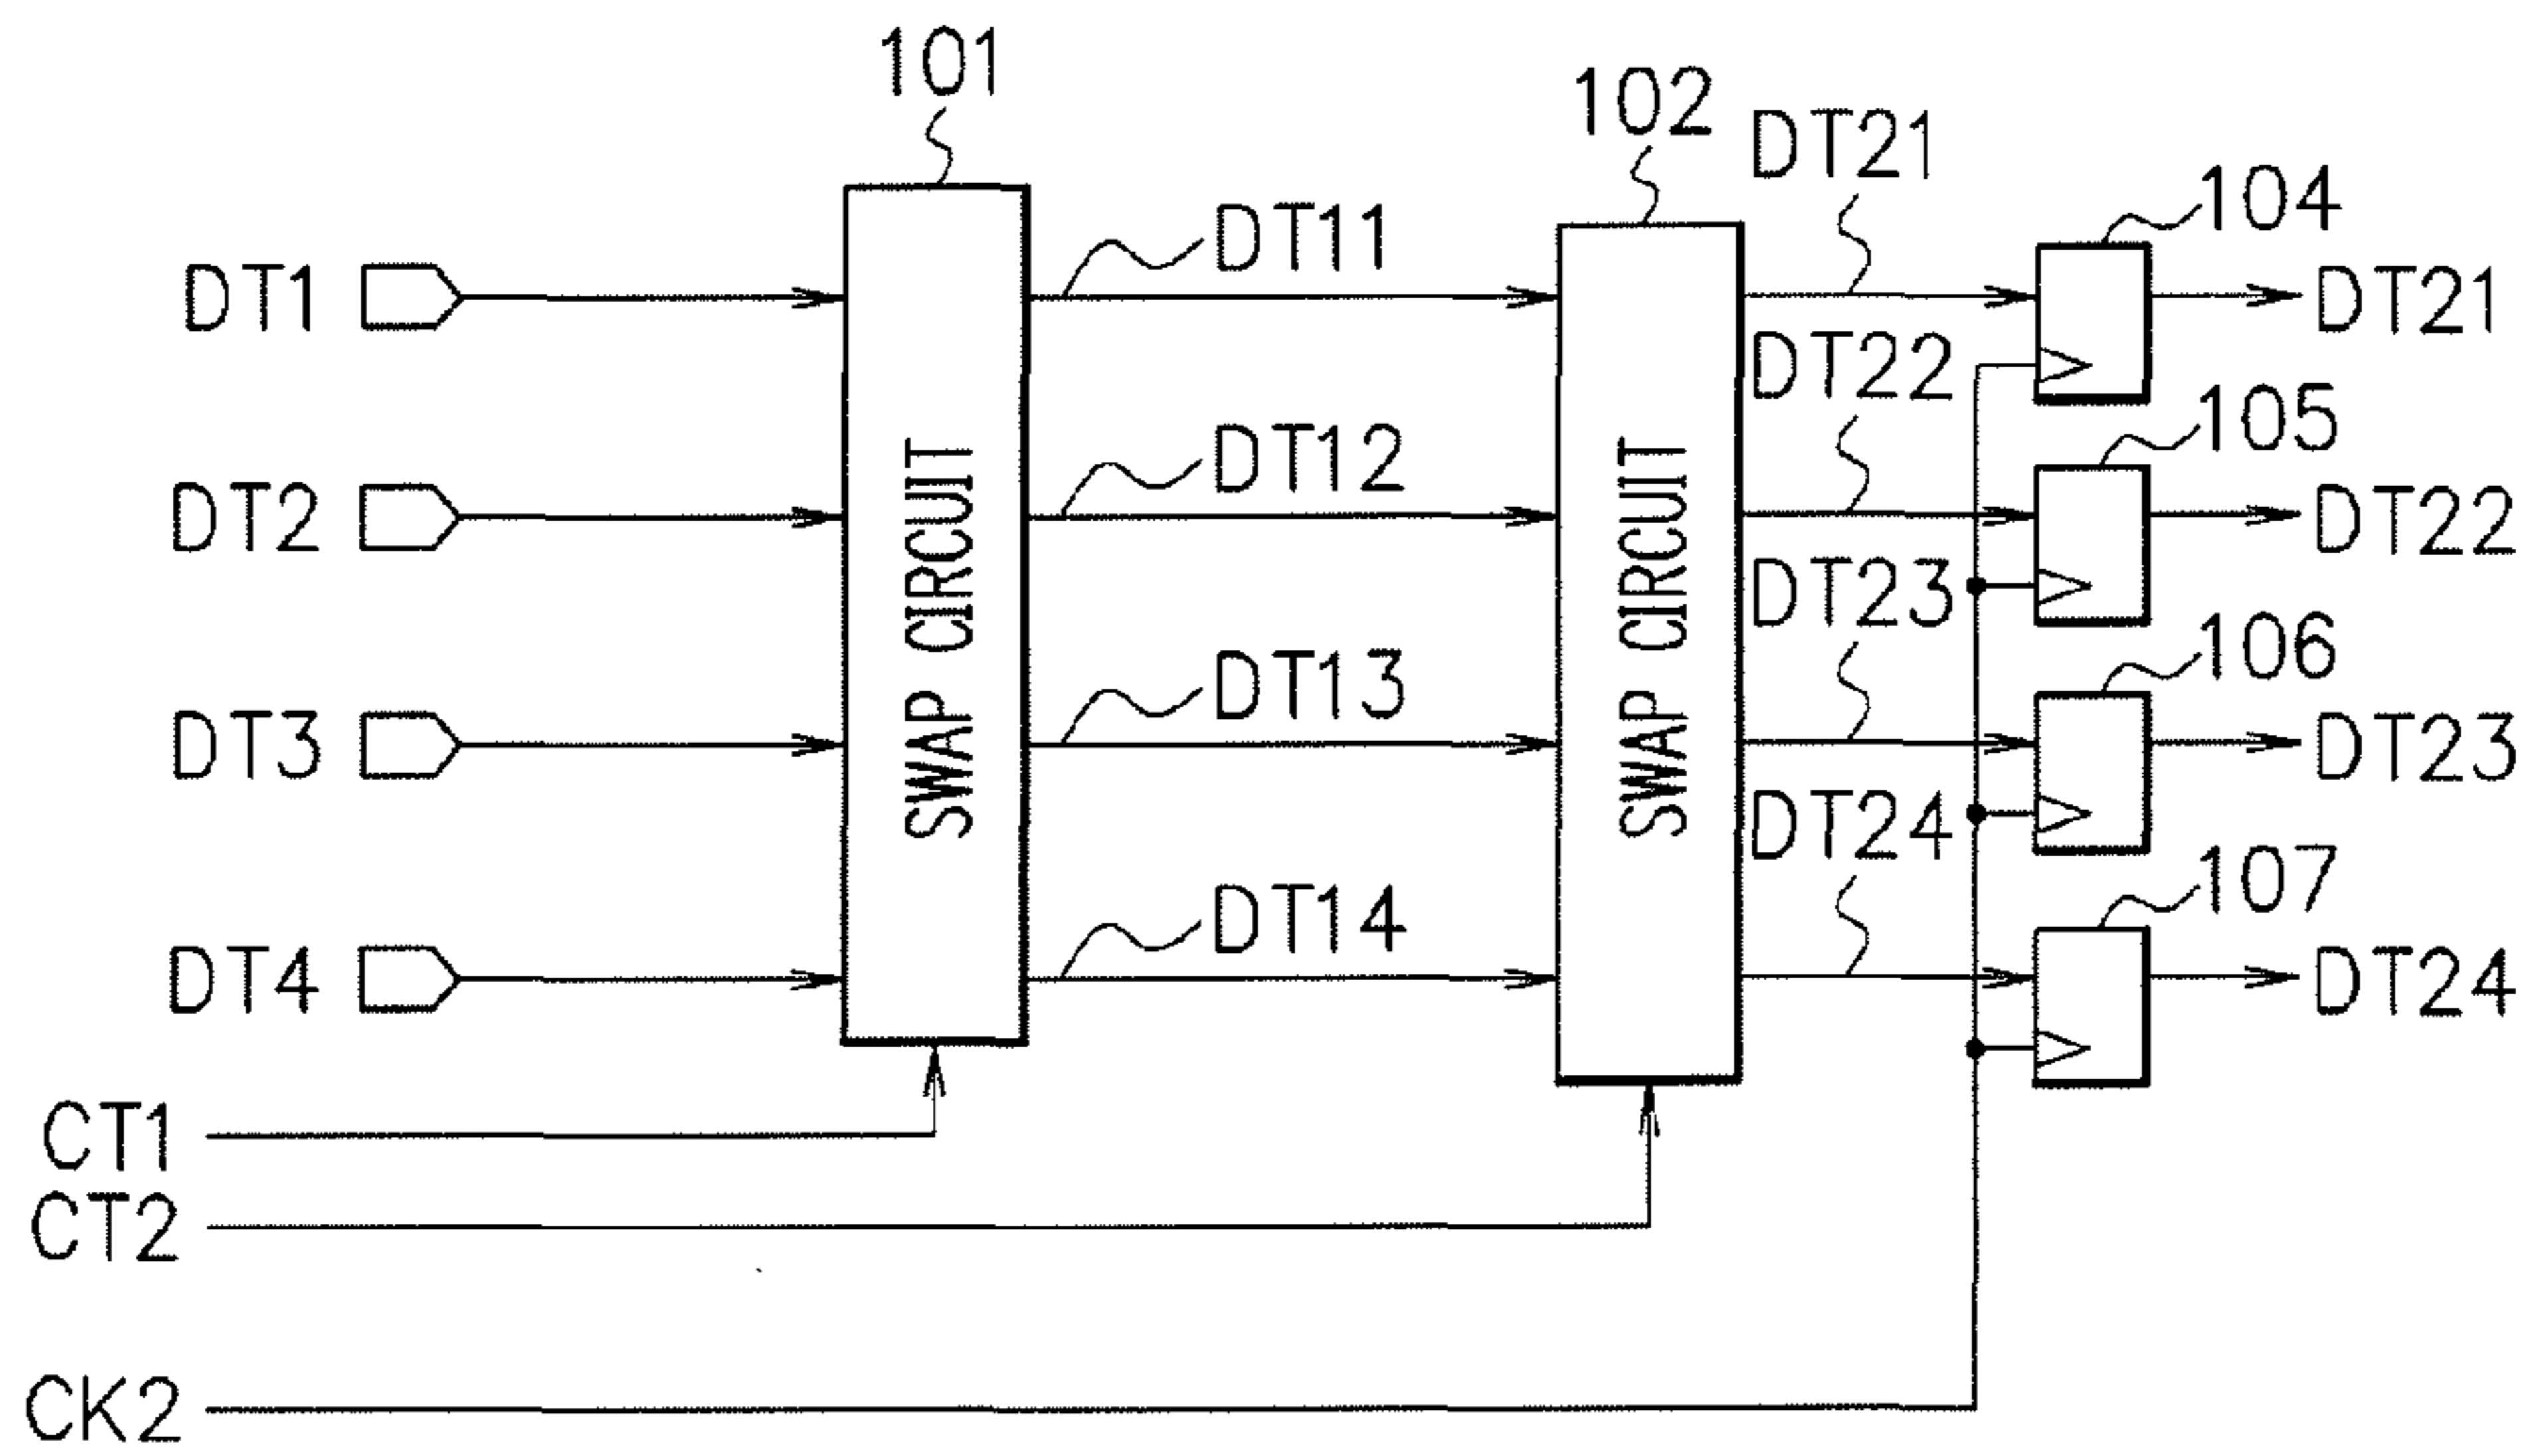 101
102
DT21
104
DT1
DT11
DT21
DT22
105
DT2
DT12
DT22
DT23
106
DT3
DT13
DT23
DT24
107
DT4
DT14
DT24
SWAP CIRCUIT
SWAP CIRCUIT
CT1
CT2
CK2